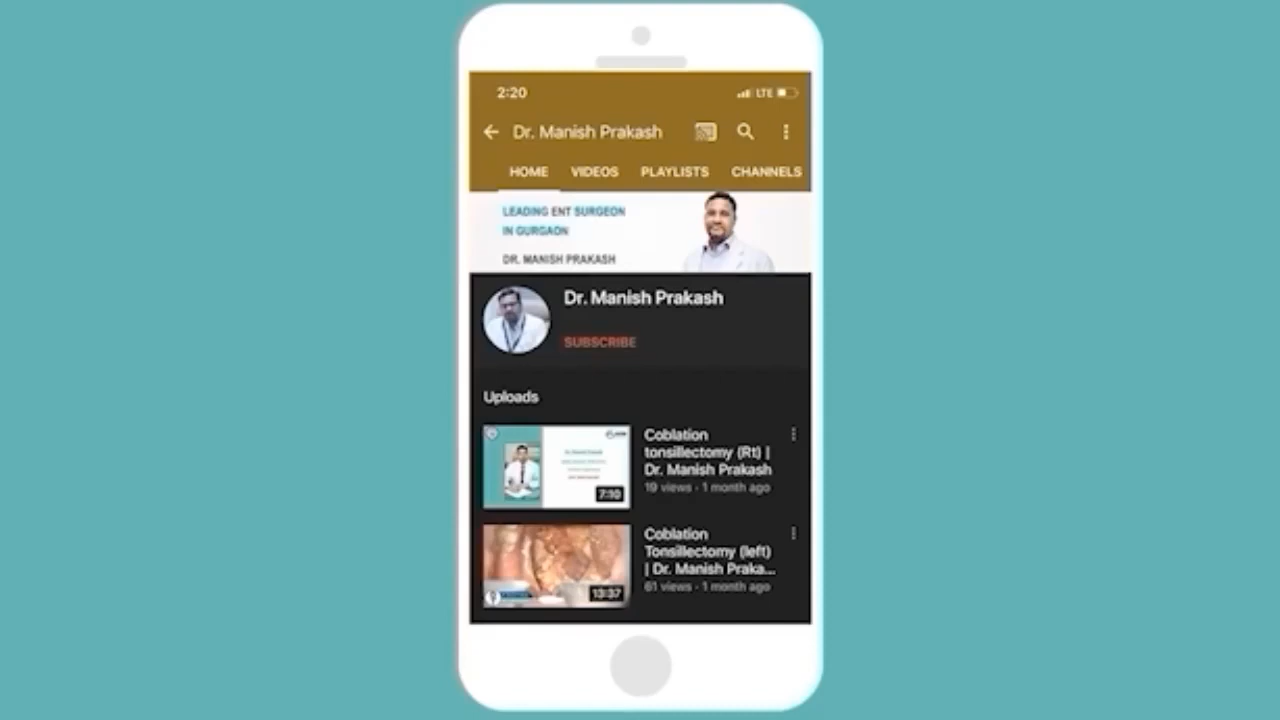 2:20
LTE
Dr. Manish Prakash
HOME VIDEOS PLAYLISTS CHANNELS
LEADING ENT SURGEON
IN GURGAON
DR. MANISH PRAKASH
Dr. Manish Prakash
SUBSCRIBE
Uploads
7:10
Coblation
tonsillectomy (Rt) |
Dr. Manish Prakash
19 views · 1 month ago
13:37
Coblation
Tonsillectomy (left)
| Dr. Manish Praka...
61 views · 1 month ago